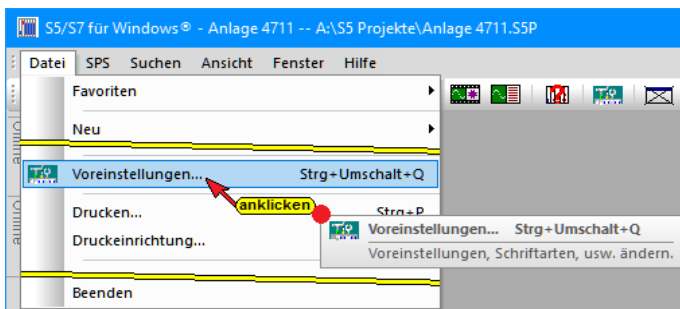 S5/S7 für Windows® - Anlage 4711 -- A:\S5 Projekte\Anlage 4711.S5P
Datei SPS Suchen Ansicht Fenster Hilfe
Favoriten
Neu
Voreinstellungen... Strg+Umschalt+Q
anklicken
Drucken... Strg+P
Voreinstellungen... Strg+Umschalt+Q
Druckeinrichtung...
Voreinstellungen, Schriftarten, usw. ändern.
Beenden